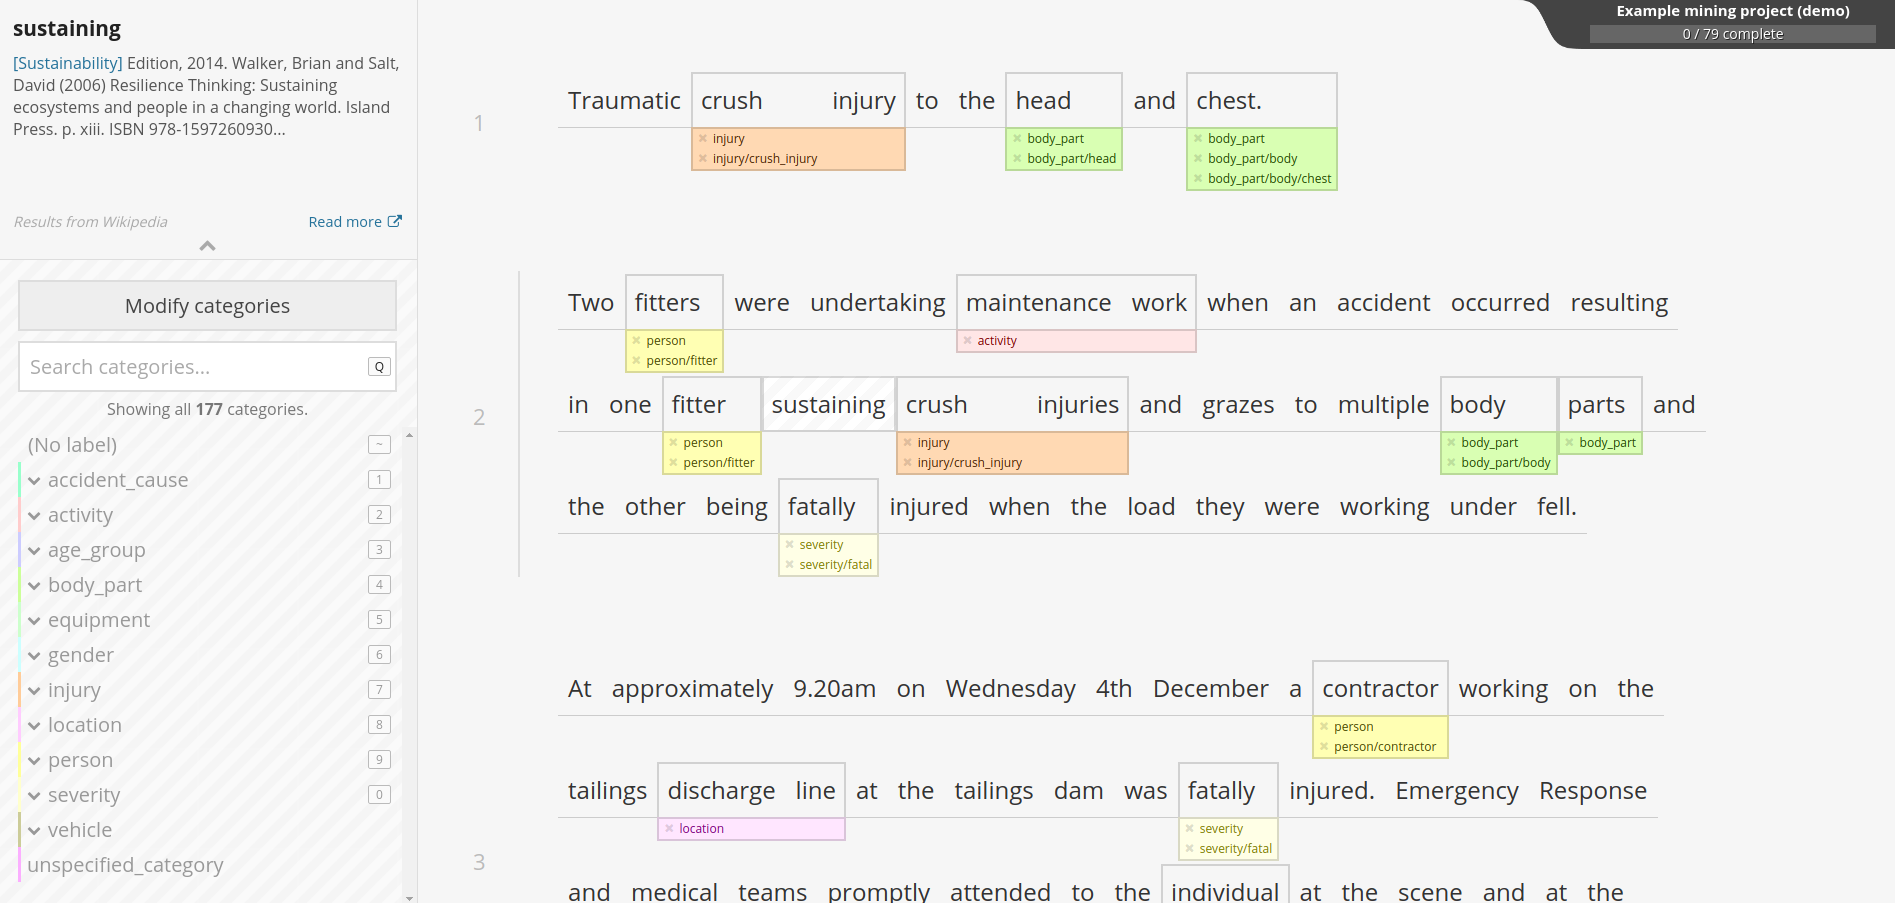 sustaining
[Sustainability] Edition, 2014. Walker, Brian and Salt,
David (2006) Resilience Thinking: Sustaining
ecosystems and people in a changing world. Island
Press. p. xiii. ISBN 978-1597260930...
Results from Wikipedia Read more
Modify categories
Search categories... Q
Showing all 177 categories.
(No label) ~
accident_cause 1
activity 2
age_group 3
body_part 4
equipment 5
gender 6
injury 7
location 8
person 9
severity 0
vehicle
unspecified_category
Example mining project (demo)
0 / 79 complete
1
Traumatic crush injury to the head and chest.
injury body_part body_part
injury/crush_injury body_part/head body_part/body
body_part/body/chest
2
Two fitters were undertaking maintenance work when an accident occurred resulting
person activity
person/fitter
in one fitter sustaining crush injuries and grazes to multiple body parts and
person injury body_part body_part
person/fitter injury/crush_injury body_part/body
the other being fatally injured when the load they were working under fell.
severity
severity/fatal
3
At approximately 9.20am on Wednesday 4th December a contractor working on the
person
person/contractor
tailings discharge line at the tailings dam was fatally injured. Emergency Response
location severity
severity/fatal
and medical teams promptly attended to the individual at the scene and at the